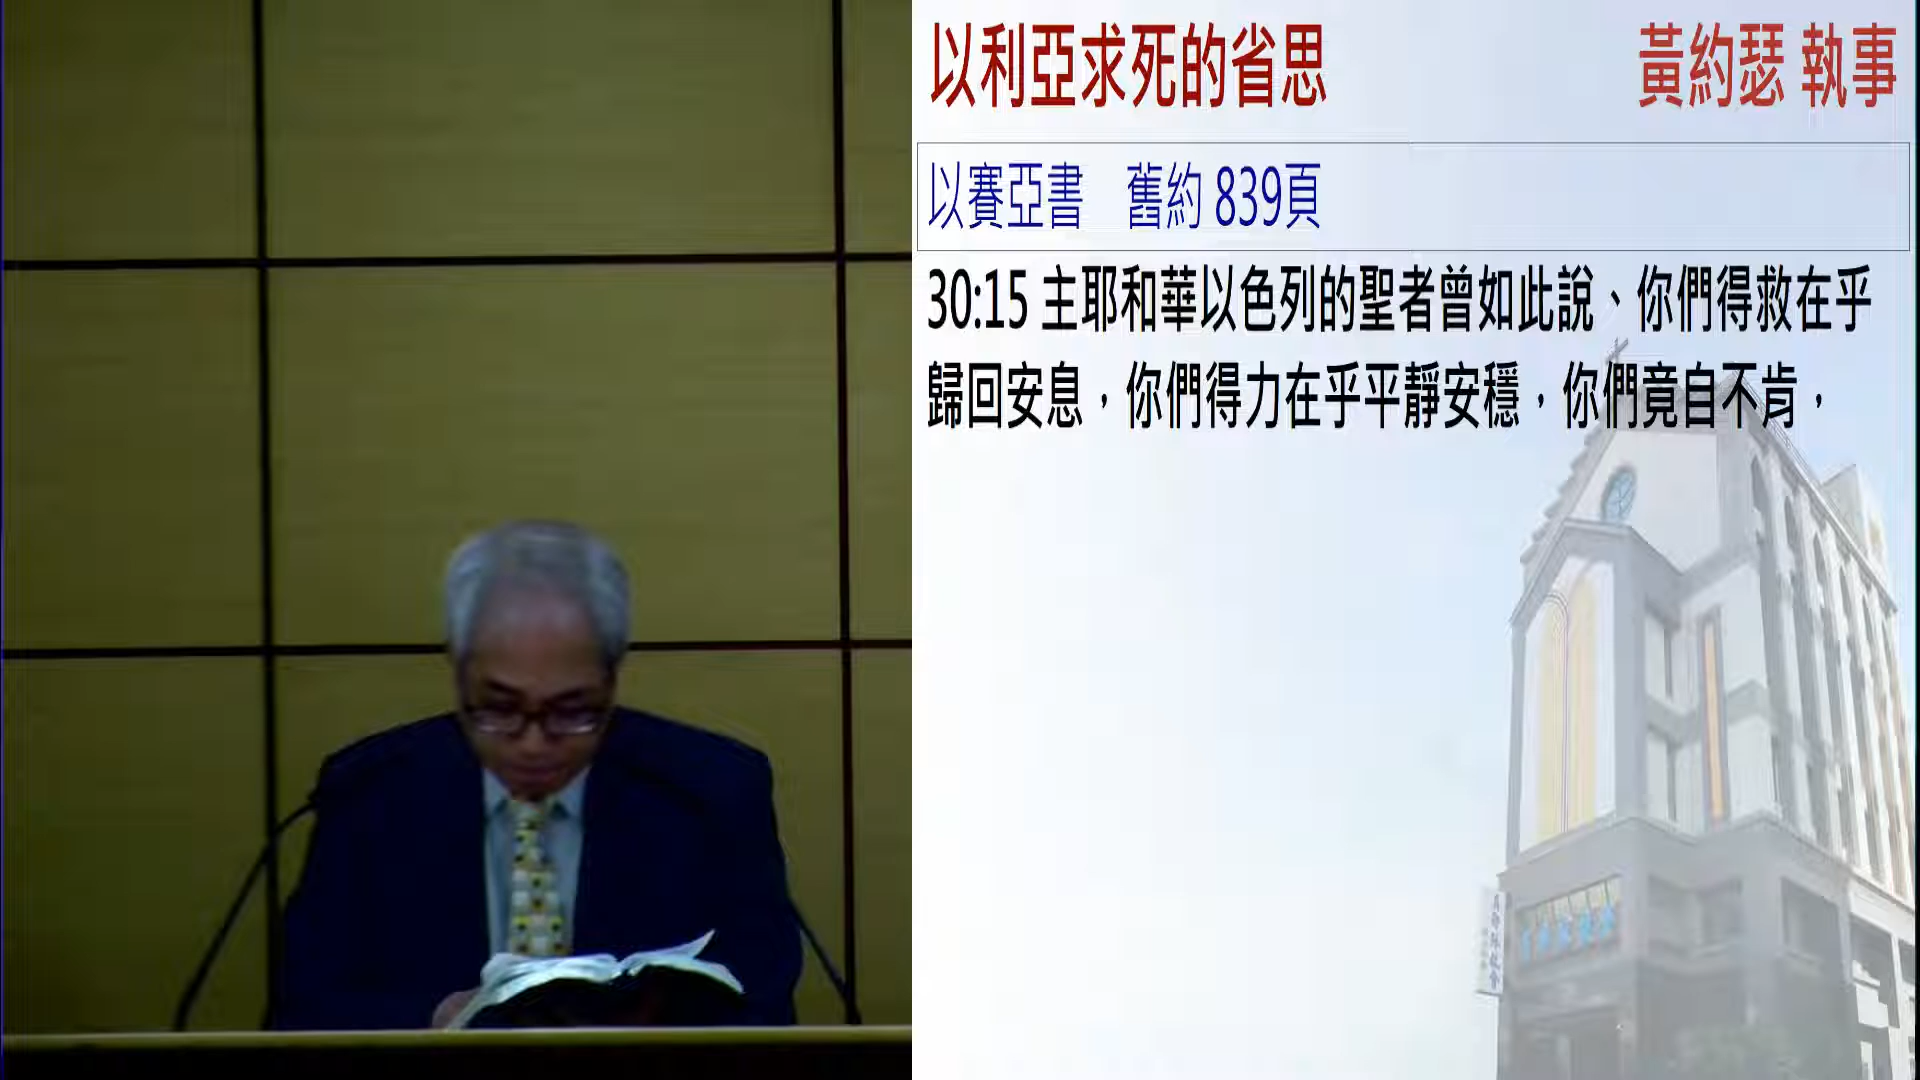 以利亞求死的省思
黃約瑟 執事
以賽亞書 舊約 839頁
30:15 主耶和華以色列的聖者曾如此說、你們得救在乎
歸回安息，你們得力在乎平靜安穩，你們竟自不肯，